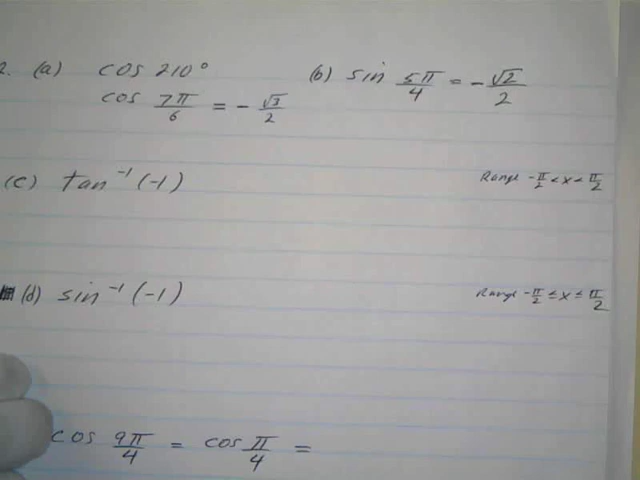 2. (a) cos 210° (b) sin 5π/4 = -√2/2
cos 7π/6 = -√3/2
(c) tan⁻¹(-1) Range -π/2 < x < π/2
(d) sin⁻¹(-1) Range -π/2 ≤ x ≤ π/2
cos 9π/4 = cos π/4 =